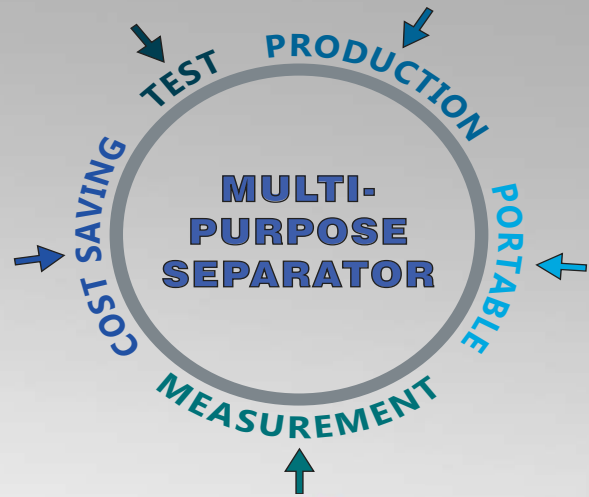 TEST
PRODUCTION
PORTABLE
MEASUREMENT
COST SAVING
MULTI-
PURPOSE
SEPARATOR